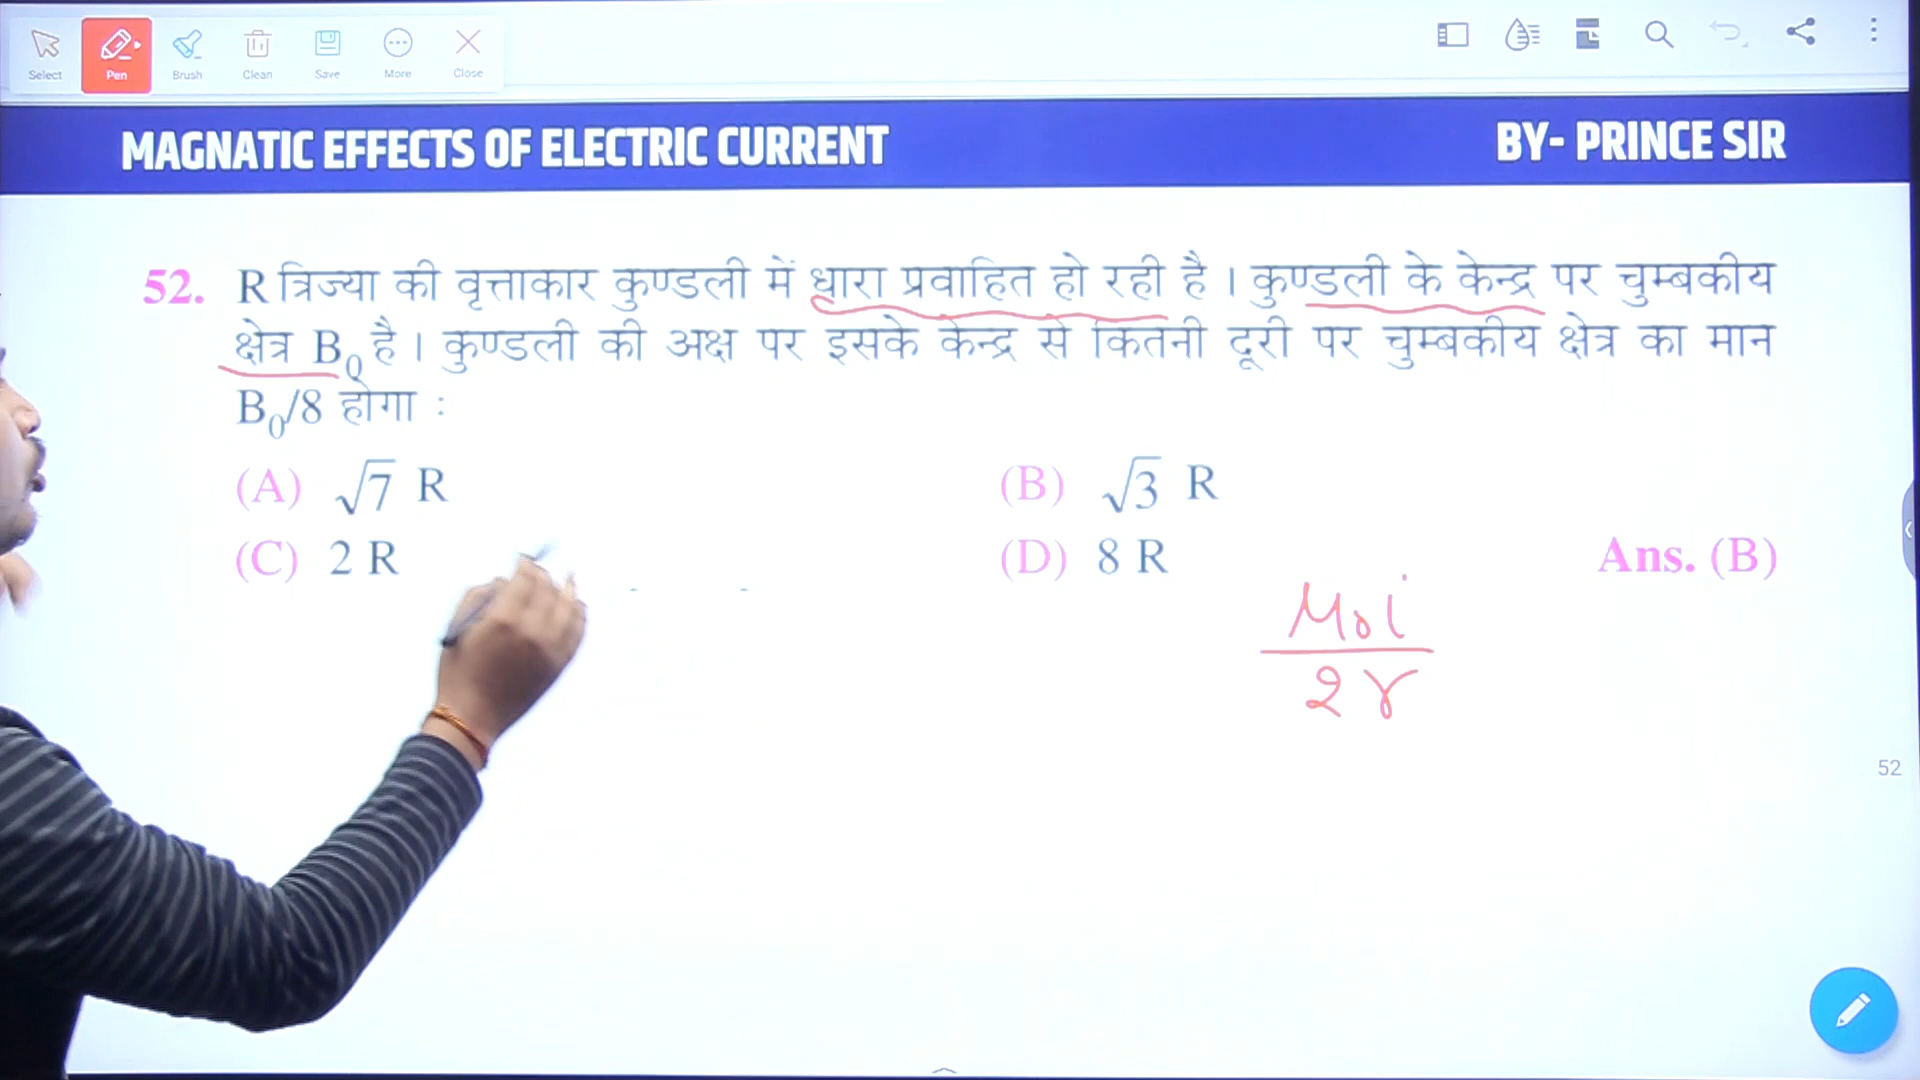 Select Pen Brush Clean Save More Close
MAGNATIC EFFECTS OF ELECTRIC CURRENT
BY- PRINCE SIR
52. R त्रिज्या की वृत्ताकार कुण्डली में धारा प्रवाहित हो रही है । कुण्डली के केन्द्र पर चुम्बकीय
क्षेत्र B₀ है । कुण्डली की अक्ष पर इसके केन्द्र से कितनी दूरी पर चुम्बकीय क्षेत्र का मान
B₀/8 होगा :
(A) √7 R (B) √3 R
(C) 2 R (D) 8 R Ans. (B)
μ₀i
2r
52